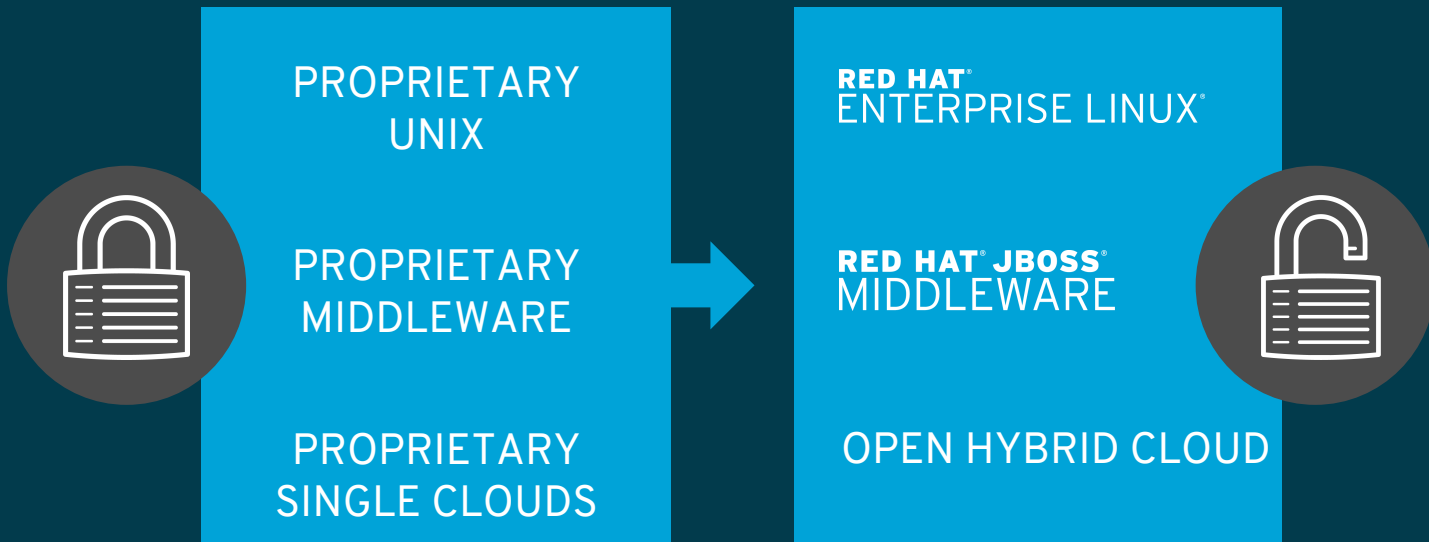 PROPRIETARY
UNIX
PROPRIETARY
MIDDLEWARE
PROPRIETARY
SINGLE CLOUDS
RED HAT®
ENTERPRISE LINUX®
RED HAT® JBOSS®
MIDDLEWARE
OPEN HYBRID CLOUD